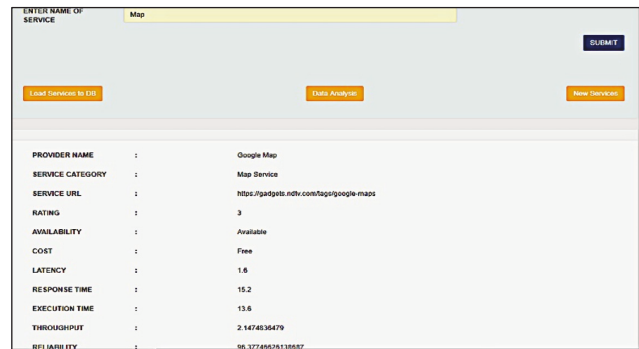 ENTER NAME OF
SERVICE
Map
SUBMIT
Load Services to DB
Data Analysis
New Services
PROVIDER NAME : Google Map
SERVICE CATEGORY : Map Service
SERVICE URL : https://gadgets.ndtv.com/tags/google-maps
RATING : 3
AVAILABILITY : Available
COST : Free
LATENCY : 1.6
RESPONSE TIME : 15.2
EXECUTION TIME : 13.6
THROUGHPUT : 2.1474836479
RELIABILITY : 96.37746626138687